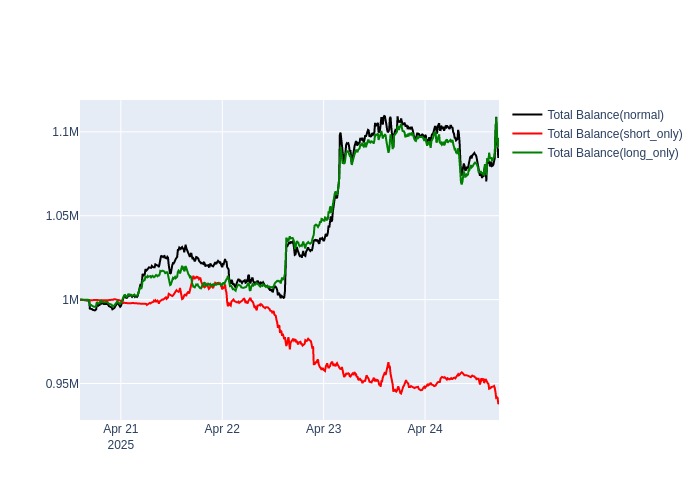 Total Balance(normal)
Total Balance(short_only)
Total Balance(long_only)
1.1M
1.05M
1M
0.95M
Apr 21
2025
Apr 22
Apr 23
Apr 24